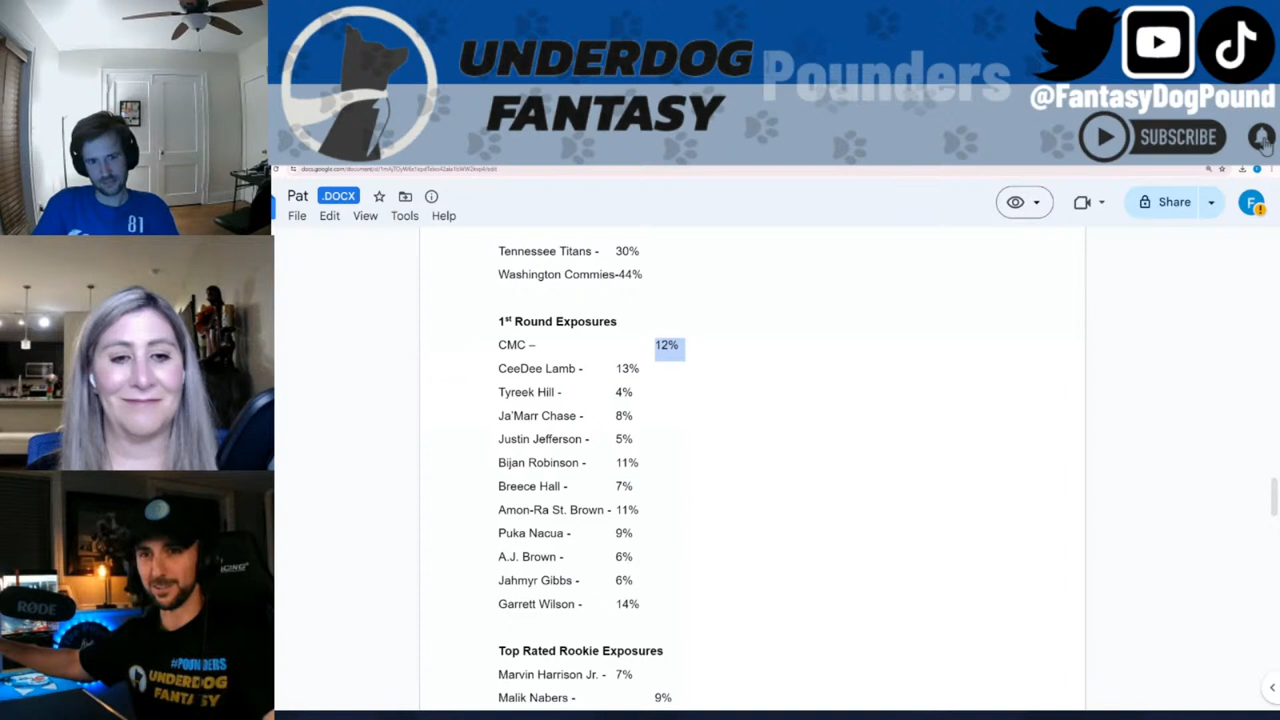 UNDERDOG
FANTASY
Pounders
@FantasyDogPound
SUBSCRIBE
Pat
.DOCX
Share
F
File Edit View Tools Help
Tennessee Titans - 30%
Washington Commies-44%
1st Round Exposures
CMC – 12%
CeeDee Lamb - 13%
Tyreek Hill - 4%
Ja'Marr Chase - 8%
Justin Jefferson - 5%
Bijan Robinson - 11%
Breece Hall - 7%
Amon-Ra St. Brown - 11%
Puka Nacua - 9%
A.J. Brown - 6%
Jahmyr Gibbs - 6%
Garrett Wilson - 14%
Top Rated Rookie Exposures
Marvin Harrison Jr. - 7%
Malik Nabers - 9%
81
RØDE
#POUNDERS
UNDERDOG
FANTASY